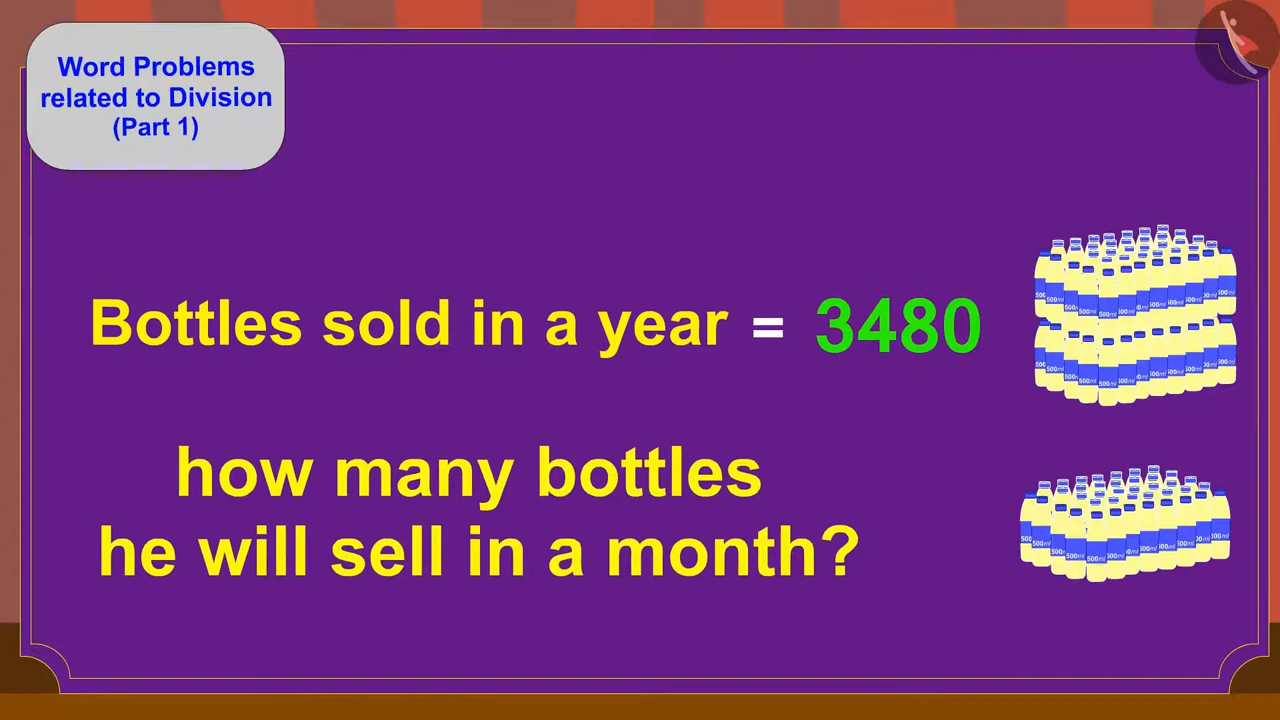 Word Problems
related to Division
(Part 1)
Bottles sold in a year = 3480
how many bottles
he will sell in a month?